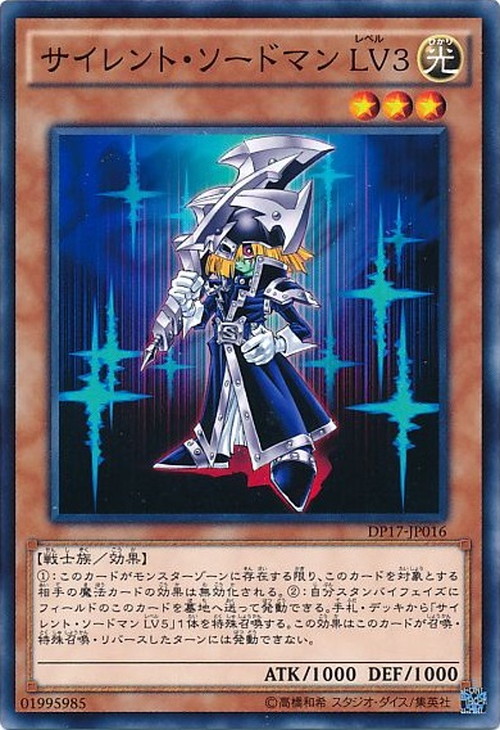 サイレント・ソードマン LV3
レベル
光
ひかり
DP17-JP016
【戦士族／効果】
①：このカードがモンスターゾーンに存在する限り、このカードを対象とする
相手の魔法カードの効果は無効化される。②：自分スタンバイフェイズに
フィールドのこのカードを墓地へ送って発動できる。手札・デッキから「サイ
レント・ソードマン LV5」1体を特殊召喚する。この効果はこのカードが召喚・
特殊召喚・リバースしたターンには発動できない。
ATK/1000 DEF/1000
01995985
©高橋和希 スタジオ・ダイス/集英社